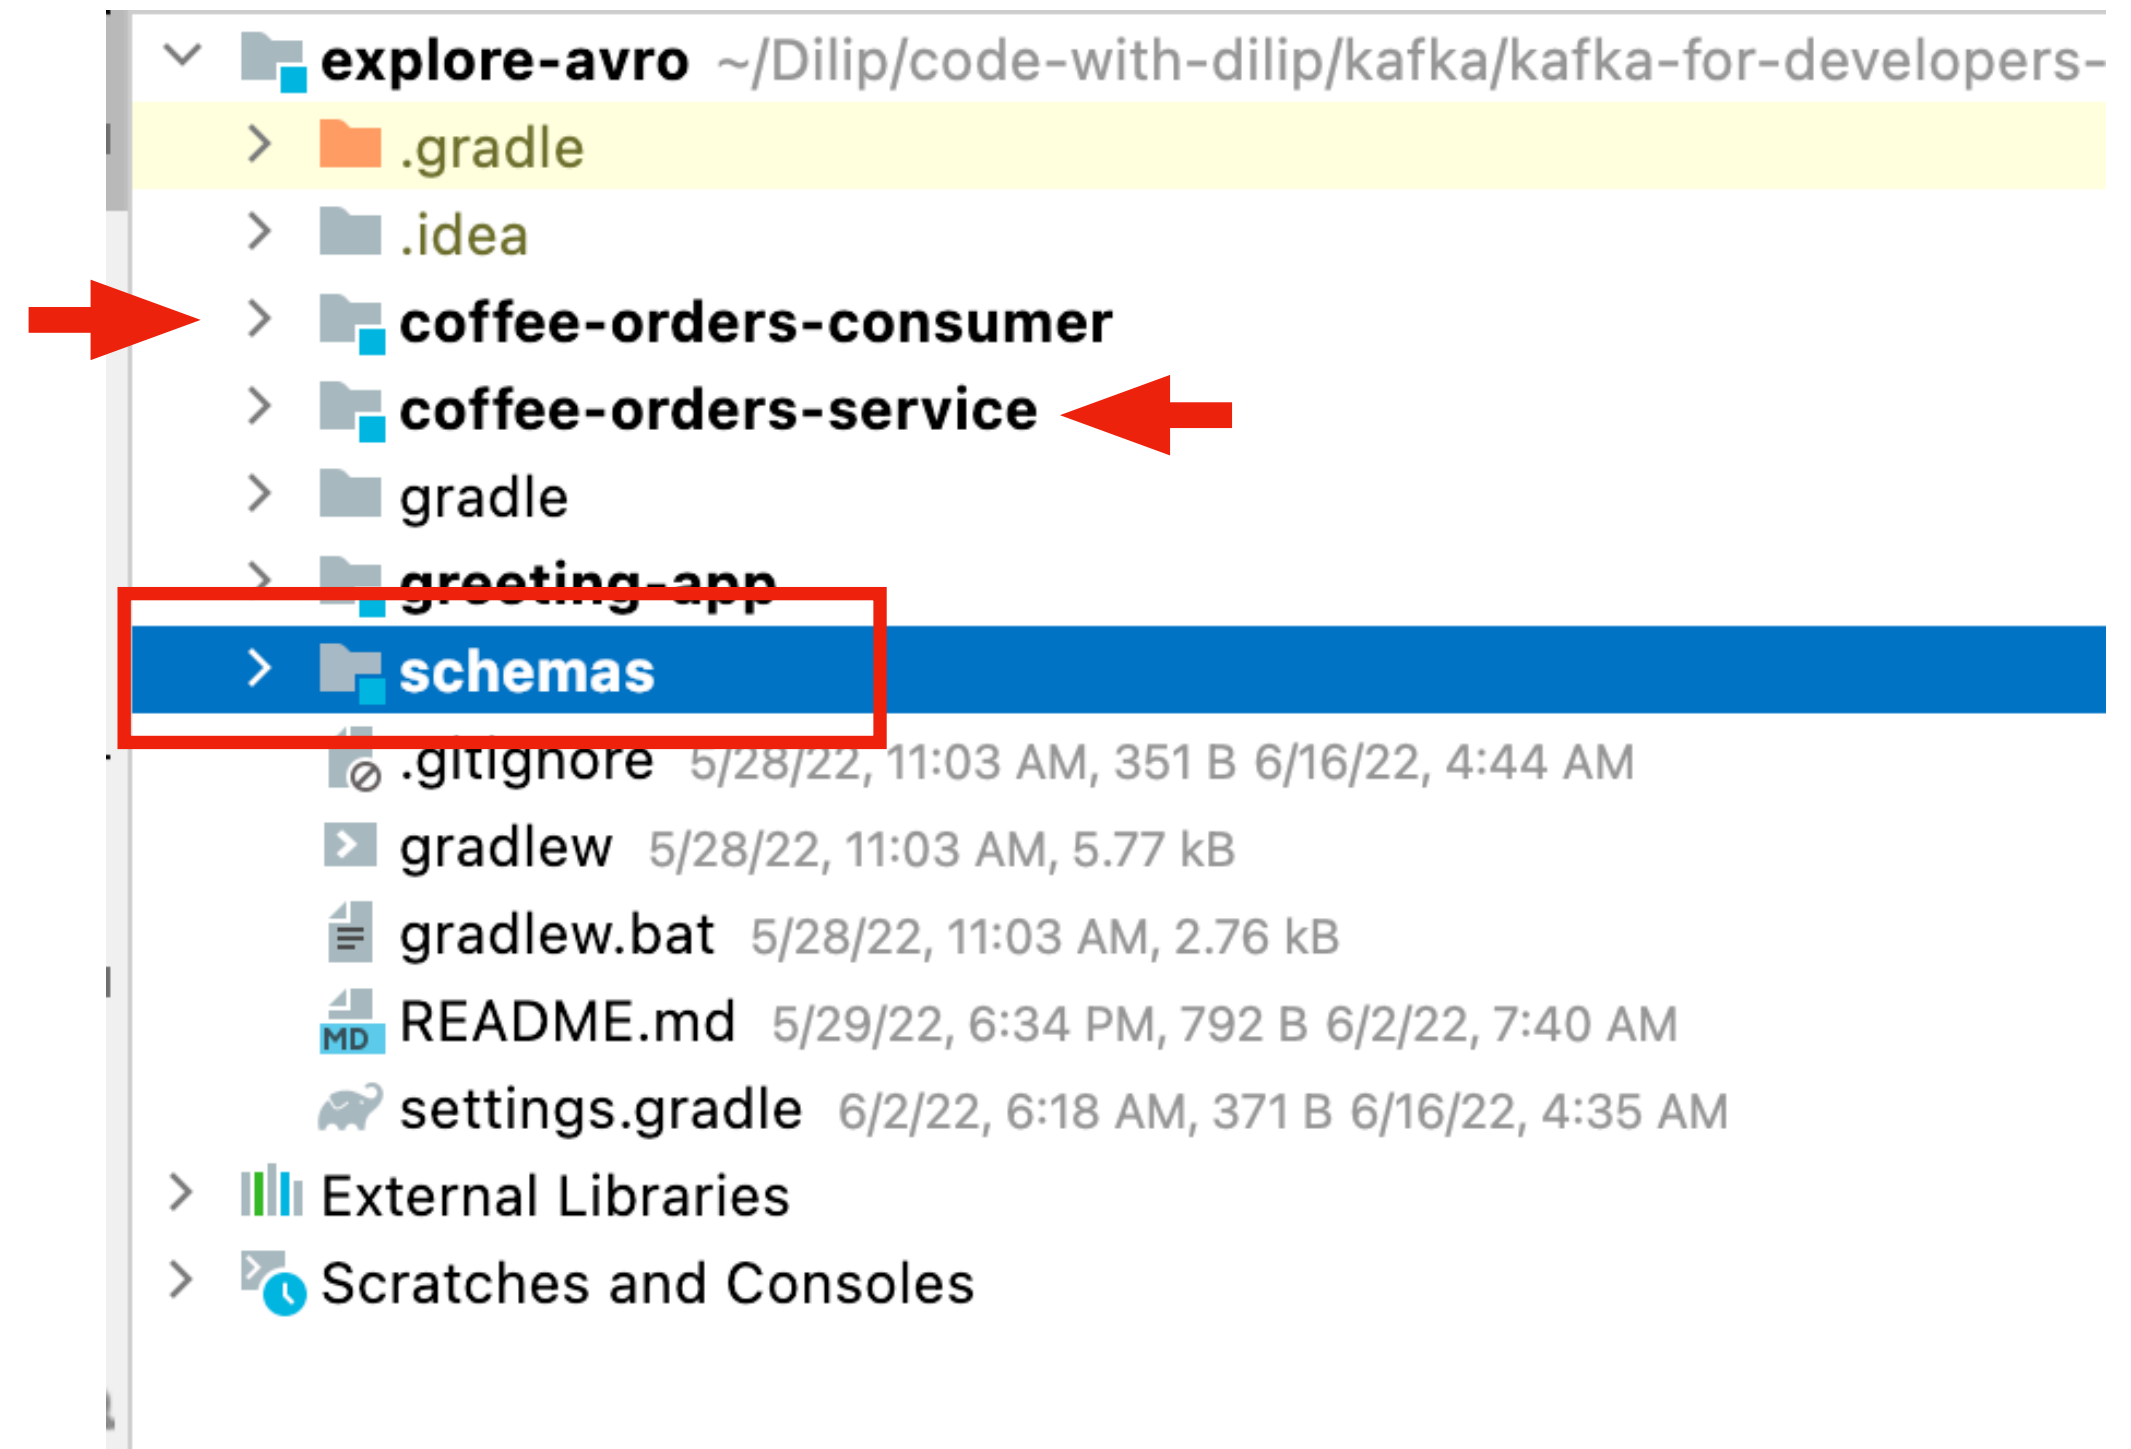 explore-avro ~/Dilip/code-with-dilip/kafka/kafka-for-developers-
.gradle
.idea
coffee-orders-consumer
coffee-orders-service
gradle
greeting-app
schemas
.gitignore 5/28/22, 11:03 AM, 351 B 6/16/22, 4:44 AM
gradlew 5/28/22, 11:03 AM, 5.77 kB
gradlew.bat 5/28/22, 11:03 AM, 2.76 kB
MD README.md 5/29/22, 6:34 PM, 792 B 6/2/22, 7:40 AM
settings.gradle 6/2/22, 6:18 AM, 371 B 6/16/22, 4:35 AM
External Libraries
Scratches and Consoles